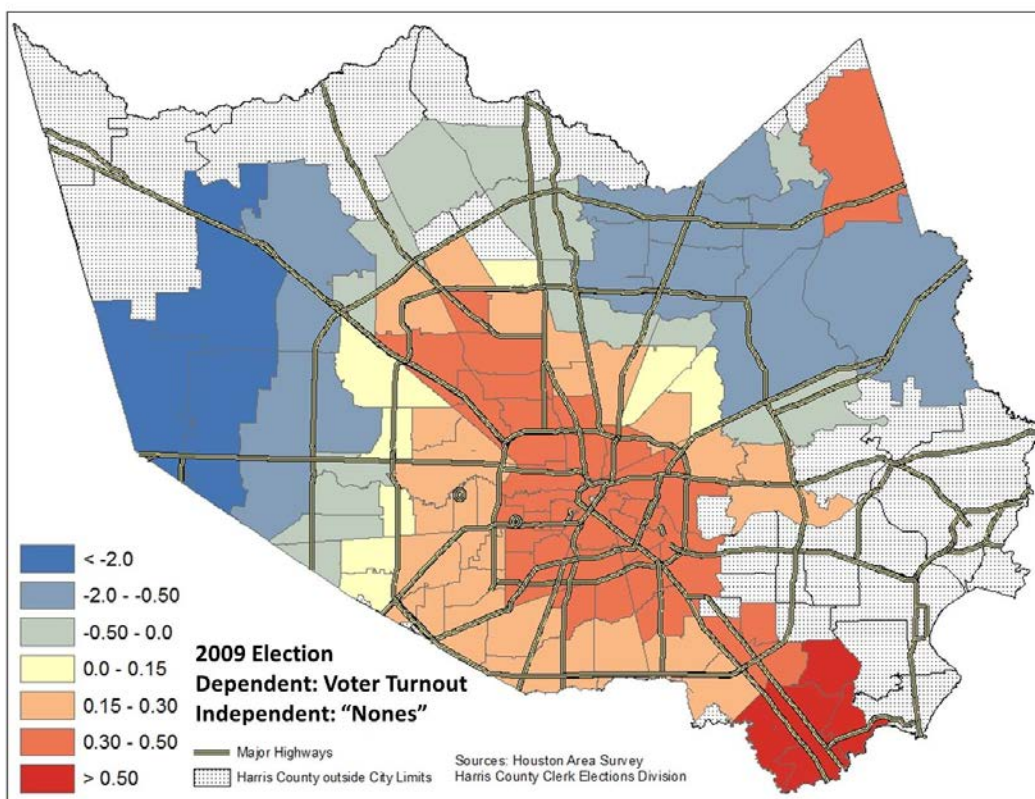 < -2.0
-2.0 - -0.50
-0.50 - 0.0
0.0 - 0.15
0.15 - 0.30
0.30 - 0.50
> 0.50
2009 Election
Dependent: Voter Turnout
Independent: “Nones”
Major Highways
Harris County outside City Limits
Sources: Houston Area Survey
Harris County Clerk Elections Division